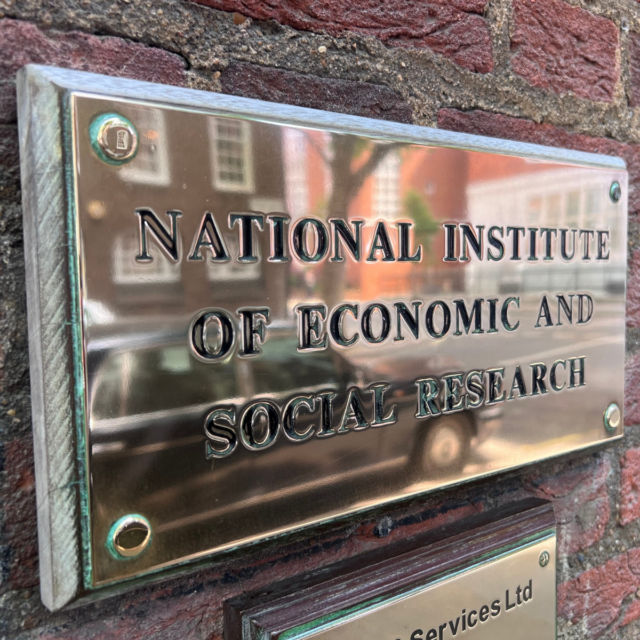 NATIONAL INSTITUTE
OF ECONOMIC AND
SOCIAL RESEARCH
Services Ltd